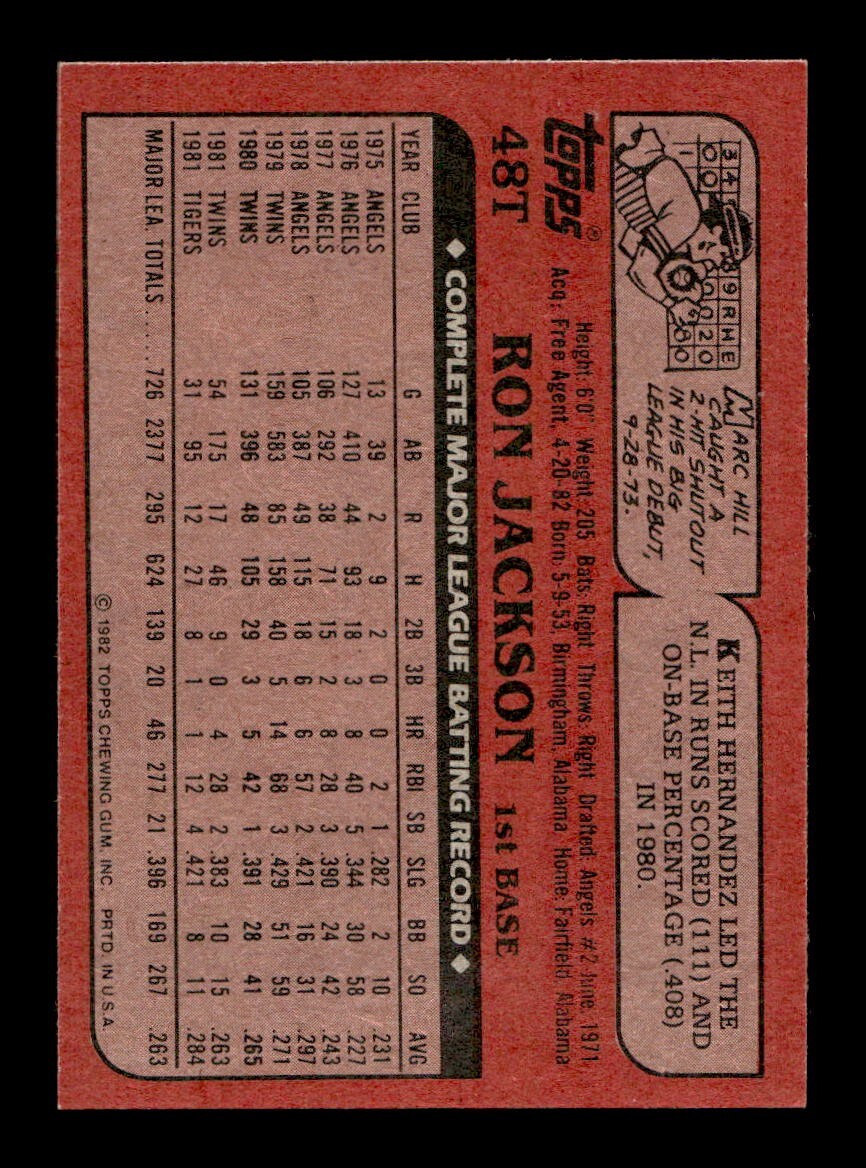 34 9RHE
00 0020
MARC HILL
CAUGHT A
2-HIT SHUTOUT
IN HIS BIG
LEAGUE DEBUT,
9-28-73.
KEITH HERNANDEZ LED THE
N.L. IN RUNS SCORED (111) AND
ON-BASE PERCENTAGE (.408)
IN 1980.
TOPPS®
Height: 6'0" Weight: 205 Bats: Right Throws: Right Drafted: Angels #2-June, 1971
Acq: Free Agent, 4-20-82 Born: 5-9-53, Birmingham, Alabama Home: Fairfield Alabama
48T RON JACKSON 1st BASE
◆ COMPLETE MAJOR LEAGUE BATTING RECORD ◆
YEAR CLUB G AB R H 2B 3B HR RBI SB SLG BB SO AVG
1975 ANGELS 13 39 2 9 2 0 0 2 1 .282 2 10 .231
1976 ANGELS 127 410 44 93 18 3 8 40 5 .344 30 58 .227
1977 ANGELS 106 292 38 71 15 2 8 28 3 .390 24 42 .243
1978 ANGELS 105 387 49 115 18 6 6 57 2 .421 16 31 .297
1979 TWINS 159 583 85 158 40 5 14 68 3 .429 51 59 .271
1980 TWINS 131 396 48 105 29 3 5 42 1 .391 28 41 .265
1981 TWINS 54 175 17 46 9 0 4 28 2 .383 10 15 .263
1981 TIGERS 31 95 12 27 8 1 1 12 4 .421 8 11 .284
MAJOR LEA. TOTALS ..... 726 2377 295 624 139 20 46 277 21 .396 169 267 .263
© 1982 TOPPS CHEWING GUM, INC. PRTD. IN U.S.A.